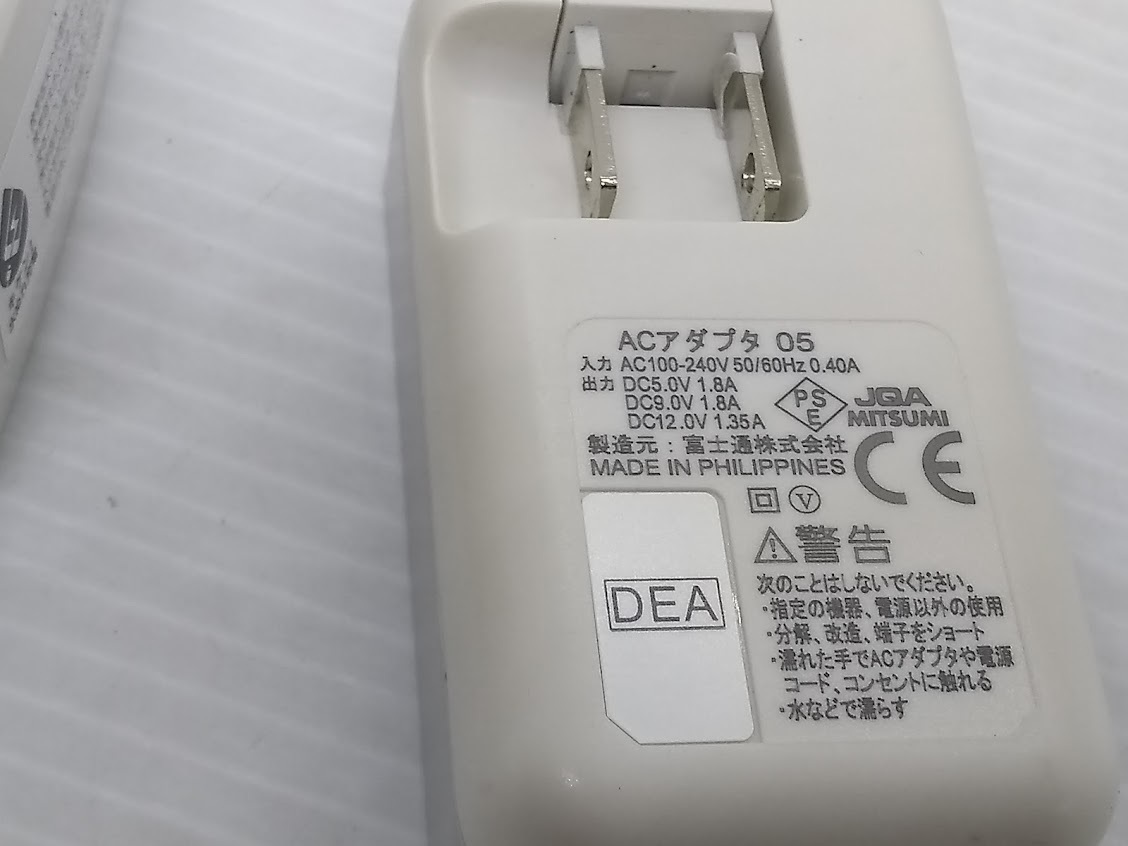 ACアダプタ 05
入力 AC100-240V 50/60Hz 0.40A
出力 DC5.0V 1.8A
DC9.0V 1.8A
DC12.0V 1.35A
PS
E
JQA
MITSUMI
製造元：富士通株式会社
MADE IN PHILIPPINES
CE
V
警告
DEA
次のことはしないでください。
・指定の機器、電源以外の使用
・分解、改造、端子をショート
・濡れた手でACアダプタや電源
コード、コンセントに触れる
・水などで濡らす